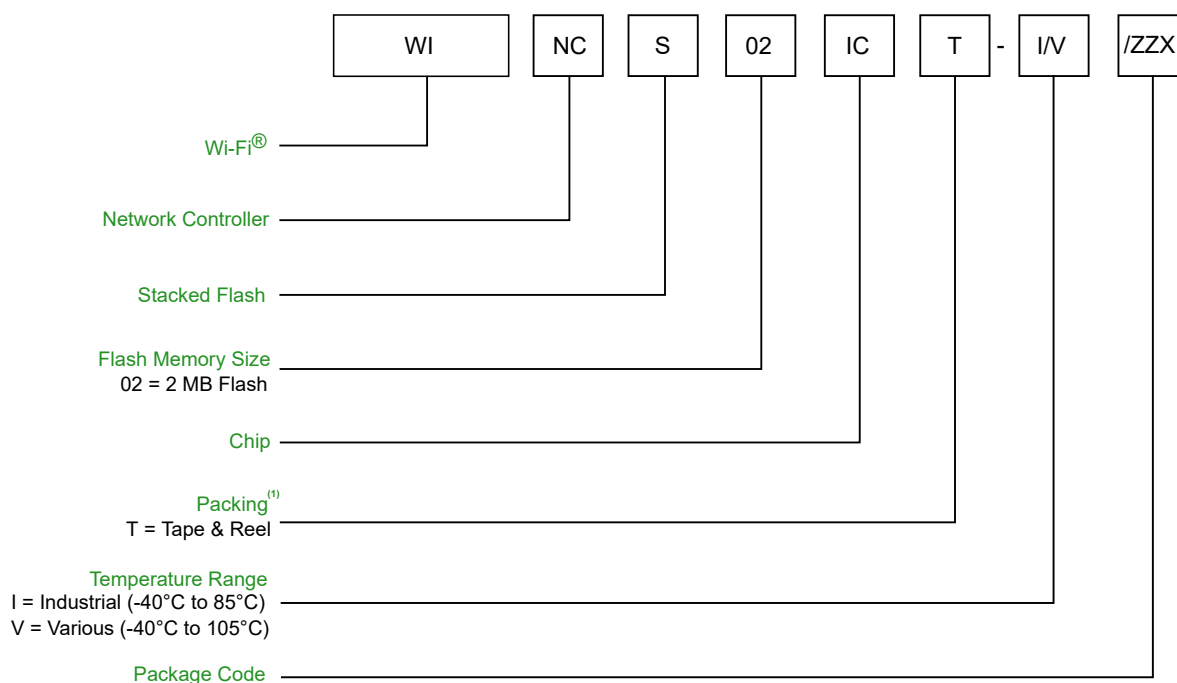 WI NC S 02 IC T - I/V /ZZX
Wi-Fi®
Network Controller
Stacked Flash
Flash Memory Size
02 = 2 MB Flash
Chip
Packing(1)
T = Tape & Reel
Temperature Range
I = Industrial (-40°C to 85°C)
V = Various (-40°C to 105°C)
Package Code